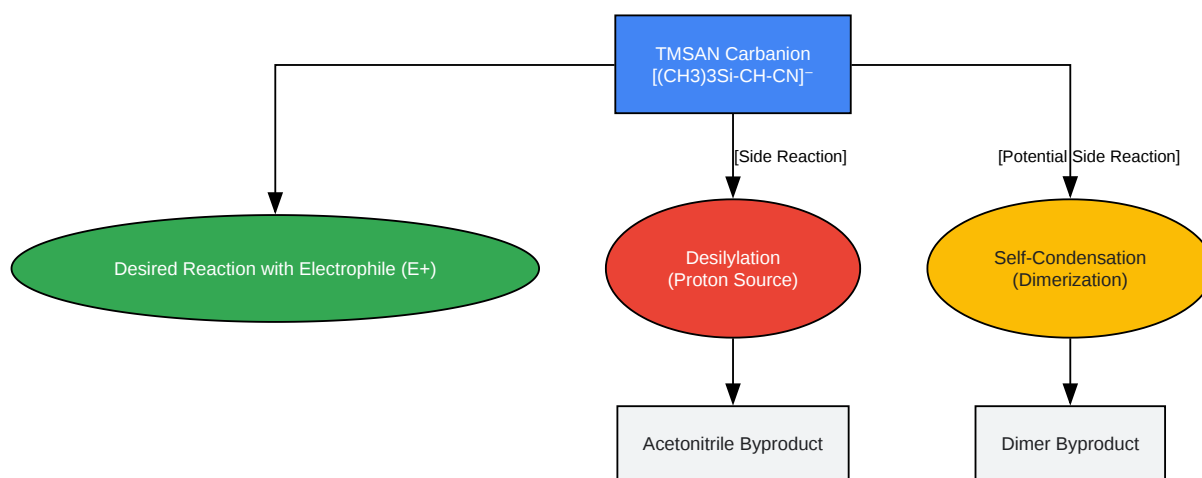 TMSAN Carbanion
[(CH3)3Si-CH-CN]⁻
[Side Reaction]
[Potential Side Reaction]
Desired Reaction with Electrophile (E+)
Desilylation
(Proton Source)
Self-Condensation
(Dimerization)
Acetonitrile Byproduct
Dimer Byproduct